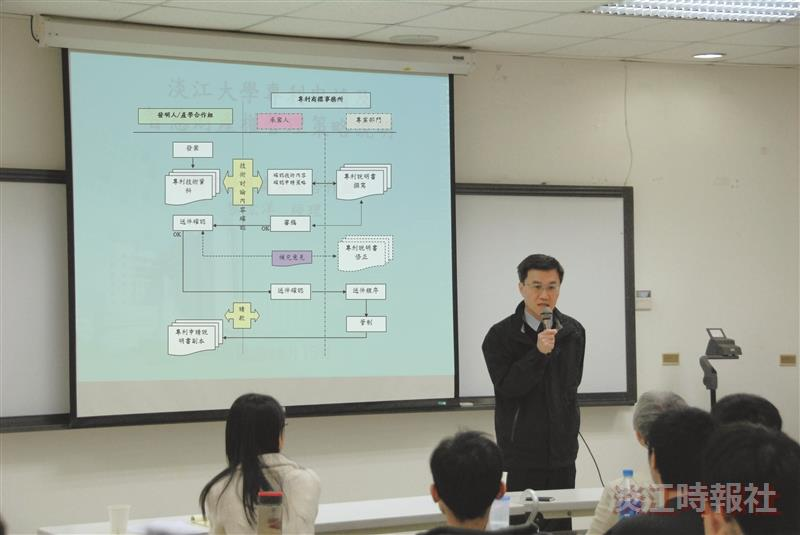 專利商標事務所
發明人/產學合作組
承案人
專案部門
發案
技術討論內容確認
專利技術資料
確認技術內容
確認申請策略
專利說明書
撰寫
送件確認
審稿
OK
OK
補充意見
專利說明書
修正
送件確認
送件程序
請款
管制
專利申請說
明書副本
淡江時報社